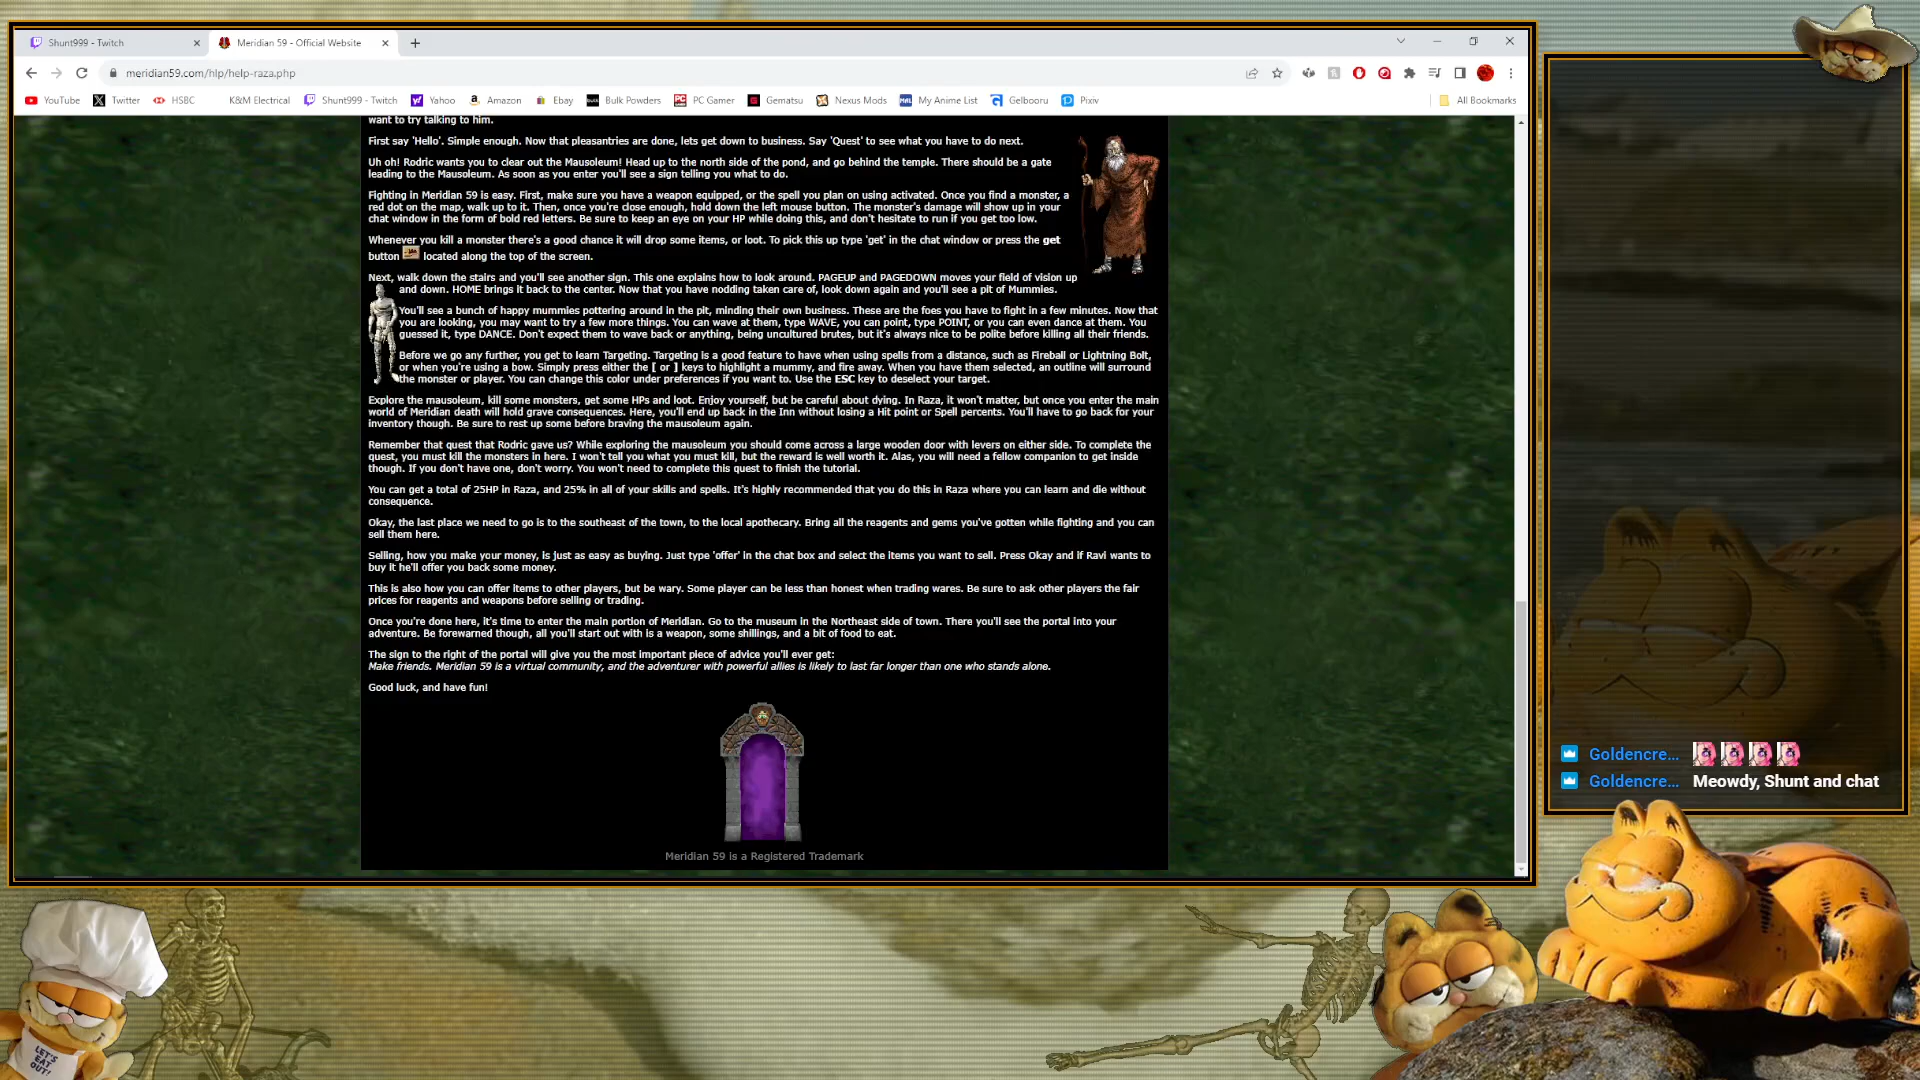 Shunt999 - Twitch
Meridian 59 - Official Website
meridian59.com/hlp/help-raza.php
YouTube
Twitter
HSBC
K&M Electrical
Shunt999 - Twitch
Yahoo
Amazon
Ebay
Bulk Powders
PC Gamer
Gematsu
Nexus Mods
My Anime List
Gelbooru
Pixiv
All Bookmarks
want to try talking to him.
First say 'Hello'. Simple enough. Now that pleasantries are done, lets get down to business. Say 'Quest' to see what you have to do next.
Uh oh! Rodric wants you to clear out the Mausoleum! Head up to the north side of the pond, and go behind the temple. There should be a gate
leading to the Mausoleum. As soon as you enter you'll see a sign telling you what to do.
Fighting in Meridian 59 is easy. First, make sure you have a weapon equipped, or the spell you plan on using activated. Once you find a monster, a
red dot on the map, walk up to it. Then, once you're close enough, hold down the left mouse button. The monster's damage will show up in your
chat window in the form of bold red letters. Be sure to keep an eye on your HP while doing this, and don't hesitate to run if you get too low.
Whenever you kill a monster there's a good chance it will drop some items, or loot. To pick this up type 'get' in the chat window or press the get
button located along the top of the screen.
Next, walk down the stairs and you'll see another sign. This one explains how to look around. PAGEUP and PAGEDOWN moves your field of vision up
and down. HOME brings it back to the center. Now that you have nodding taken care of, look down again and you'll see a pit of Mummies.
You'll see a bunch of happy mummies pottering around in the pit, minding their own business. These are the foes you have to fight in a few minutes. Now that
you are looking, you may want to try a few more things. You can wave at them, type WAVE, you can point, type POINT, or you can even dance at them. You
guessed it, type DANCE. Don't expect them to wave back or anything, being uncultured brutes, but it's always nice to be polite before killing all their friends.
Before we go any further, you get to learn Targeting. Targeting is a good feature to have when using spells from a distance, such as Fireball or Lightning Bolt,
or when you're using a bow. Simply press either the [ or ] keys to highlight a mummy, and fire away. When you have them selected, an outline will surround
the monster or player. You can change this color under preferences if you want to. Use the ESC key to deselect your target.
Explore the mausoleum, kill some monsters, get some HPs and loot. Enjoy yourself, but be careful about dying. In Raza, it won't matter, but once you enter the main
world of Meridian death will hold grave consequences. Here, you'll end up back in the Inn without losing a Hit point or Spell percents. You'll have to go back for your
inventory though. Be sure to rest up some before braving the mausoleum again.
Remember that quest that Rodric gave us? While exploring the mausoleum you should come across a large wooden door with levers on either side. To complete the
quest, you must kill the monsters in here. I won't tell you what you must kill, but the reward is well worth it. Alas, you will need a fellow companion to get inside
though. If you don't have one, don't worry. You won't need to complete this quest to finish the tutorial.
You can get a total of 25HP in Raza, and 25% in all of your skills and spells. It's highly recommended that you do this in Raza where you can learn and die without
consequence.
Okay, the last place we need to go is to the southeast of the town, to the local apothecary. Bring all the reagents and gems you've gotten while fighting and you can
sell them here.
Selling, how you make your money, is just as easy as buying. Just type 'offer' in the chat box and select the items you want to sell. Press Okay and if Ravi wants to
buy it he'll offer you back some money.
This is also how you can offer items to other players, but be wary. Some player can be less than honest when trading wares. Be sure to ask other players the fair
prices for reagents and weapons before selling or trading.
Once you're done here, it's time to enter the main portion of Meridian. Go to the museum in the Northeast side of town. There you'll see the portal into your
adventure. Be forewarned though, all you'll start out with is a weapon, some shillings, and a bit of food to eat.
The sign to the right of the portal will give you the most important piece of advice you'll ever get:
Make friends. Meridian 59 is a virtual community, and the adventurer with powerful allies is likely to last far longer than one who stands alone.
Good luck, and have fun!
Meridian 59 is a Registered Trademark
Goldencre...
Goldencre... Meowdy, Shunt and chat
LET'S
EAT
OUT!